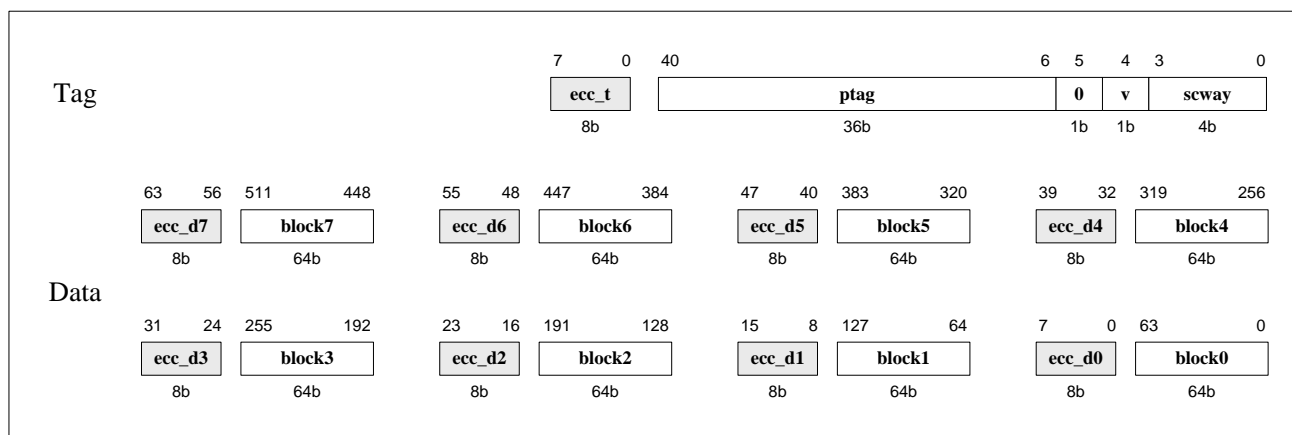 7 0 40 6 5 4 3 0
Tag ecc_t ptag 0 v scway
8b 36b 1b 1b 4b
63 56 511 448 55 48 447 384 47 40 383 320 39 32 319 256
ecc_d7 block7 ecc_d6 block6 ecc_d5 block5 ecc_d4 block4
8b 64b 8b 64b 8b 64b 8b 64b
Data
31 24 255 192 23 16 191 128 15 8 127 64 7 0 63 0
ecc_d3 block3 ecc_d2 block2 ecc_d1 block1 ecc_d0 block0
8b 64b 8b 64b 8b 64b 8b 64b